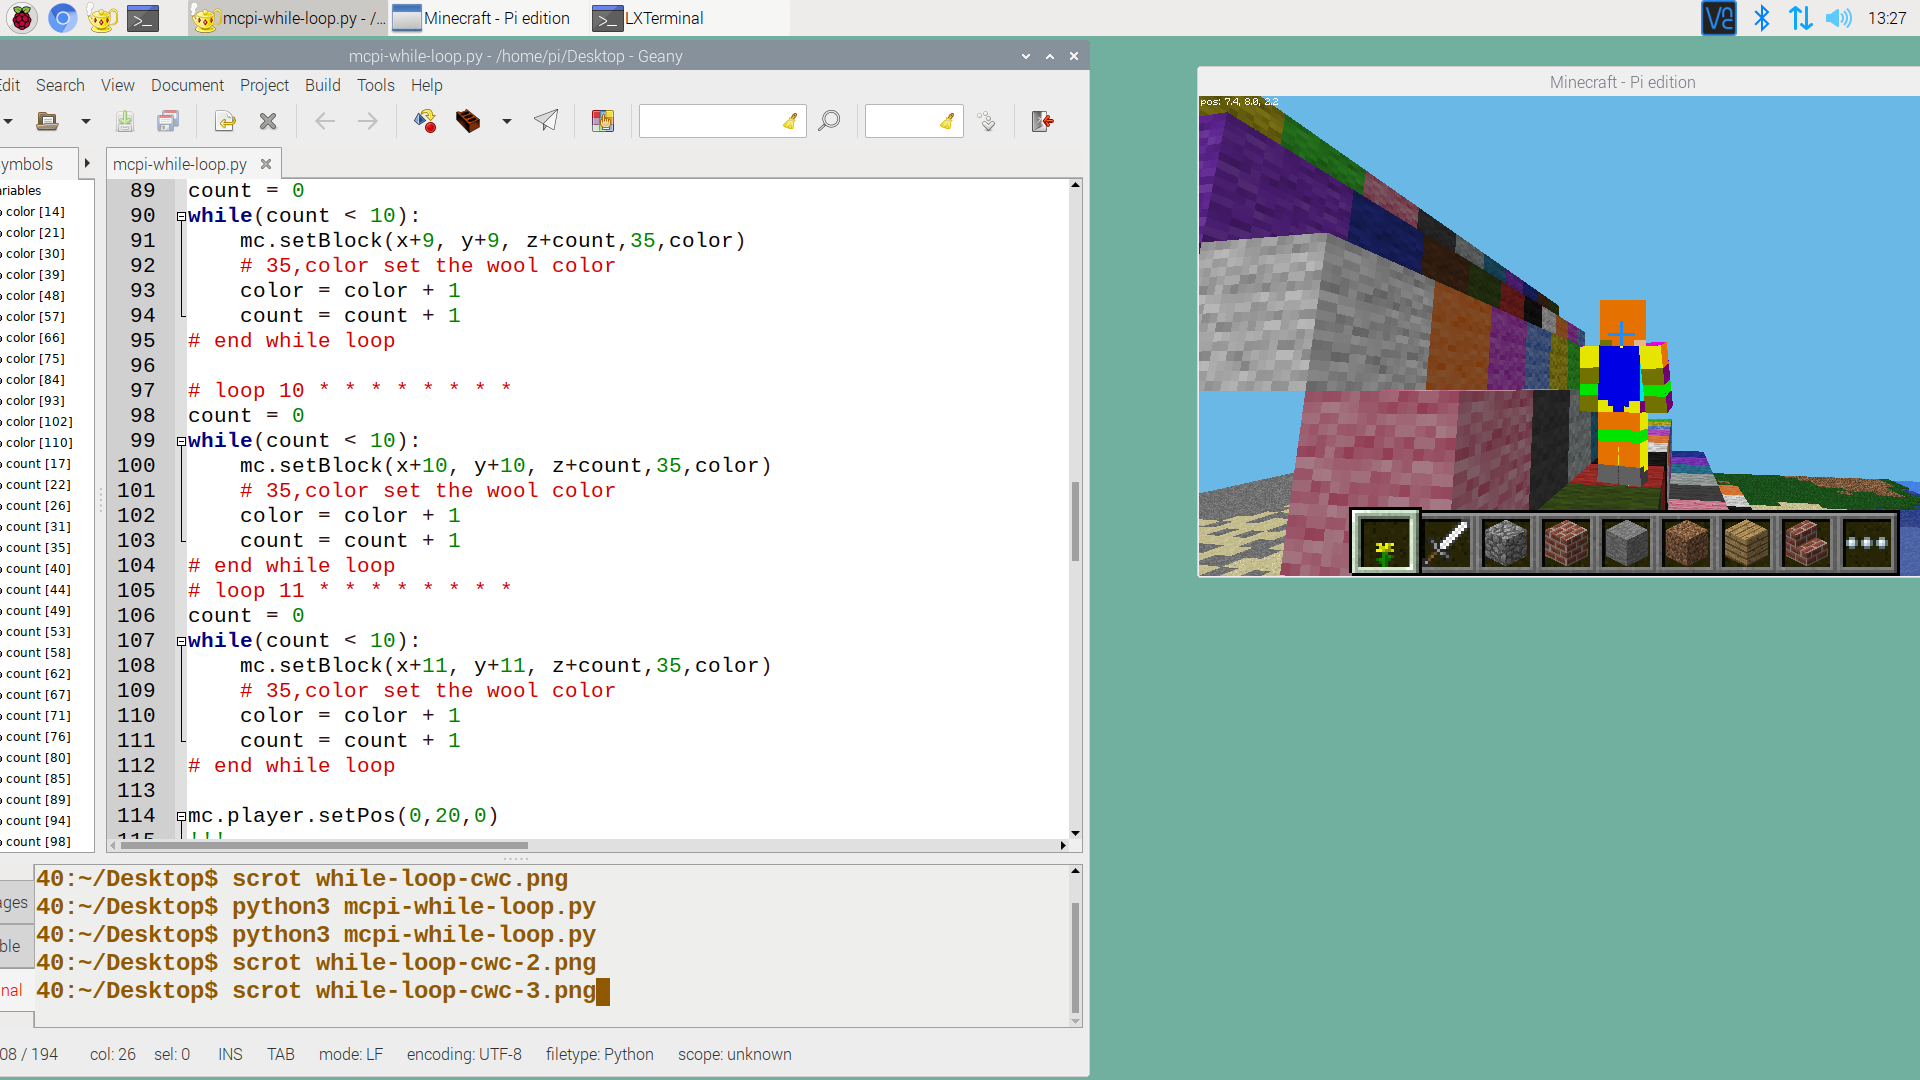 mcpi-while-loop.py - /...
Minecraft - Pi edition
LXTerminal
13:27
mcpi-while-loop.py - /home/pi/Desktop - Geany
Minecraft - Pi edition
dit Search View Document Project Build Tools Help
pos: 7.4, 8.0, 2.2
ymbols
mcpi-while-loop.py
ariables
color [14]
color [21]
color [30]
color [39]
color [48]
color [57]
color [66]
color [75]
color [84]
color [93]
color [102]
color [110]
count [17]
count [22]
count [26]
count [31]
count [35]
count [40]
count [44]
count [49]
count [53]
count [58]
count [62]
count [67]
count [71]
count [76]
count [80]
count [85]
count [89]
count [94]
count [98]
89 count = 0
90 while(count < 10):
91     mc.setBlock(x+9, y+9, z+count,35,color)
92     # 35,color set the wool color
93     color = color + 1
94     count = count + 1
95 # end while loop
96
97 # loop 10 * * * * * * * *
98 count = 0
99 while(count < 10):
100     mc.setBlock(x+10, y+10, z+count,35,color)
101     # 35,color set the wool color
102     color = color + 1
103     count = count + 1
104 # end while loop
105 # loop 11 * * * * * * * *
106 count = 0
107 while(count < 10):
108     mc.setBlock(x+11, y+11, z+count,35,color)
109     # 35,color set the wool color
110     color = color + 1
111     count = count + 1
112 # end while loop
113
114 mc.player.setPos(0,20,0)
115 '''
ages
ble
nal
40:~/Desktop$ scrot while-loop-cwc.png
40:~/Desktop$ python3 mcpi-while-loop.py
40:~/Desktop$ python3 mcpi-while-loop.py
40:~/Desktop$ scrot while-loop-cwc-2.png
40:~/Desktop$ scrot while-loop-cwc-3.png
08 / 194 col: 26 sel: 0 INS TAB mode: LF encoding: UTF-8 filetype: Python scope: unknown